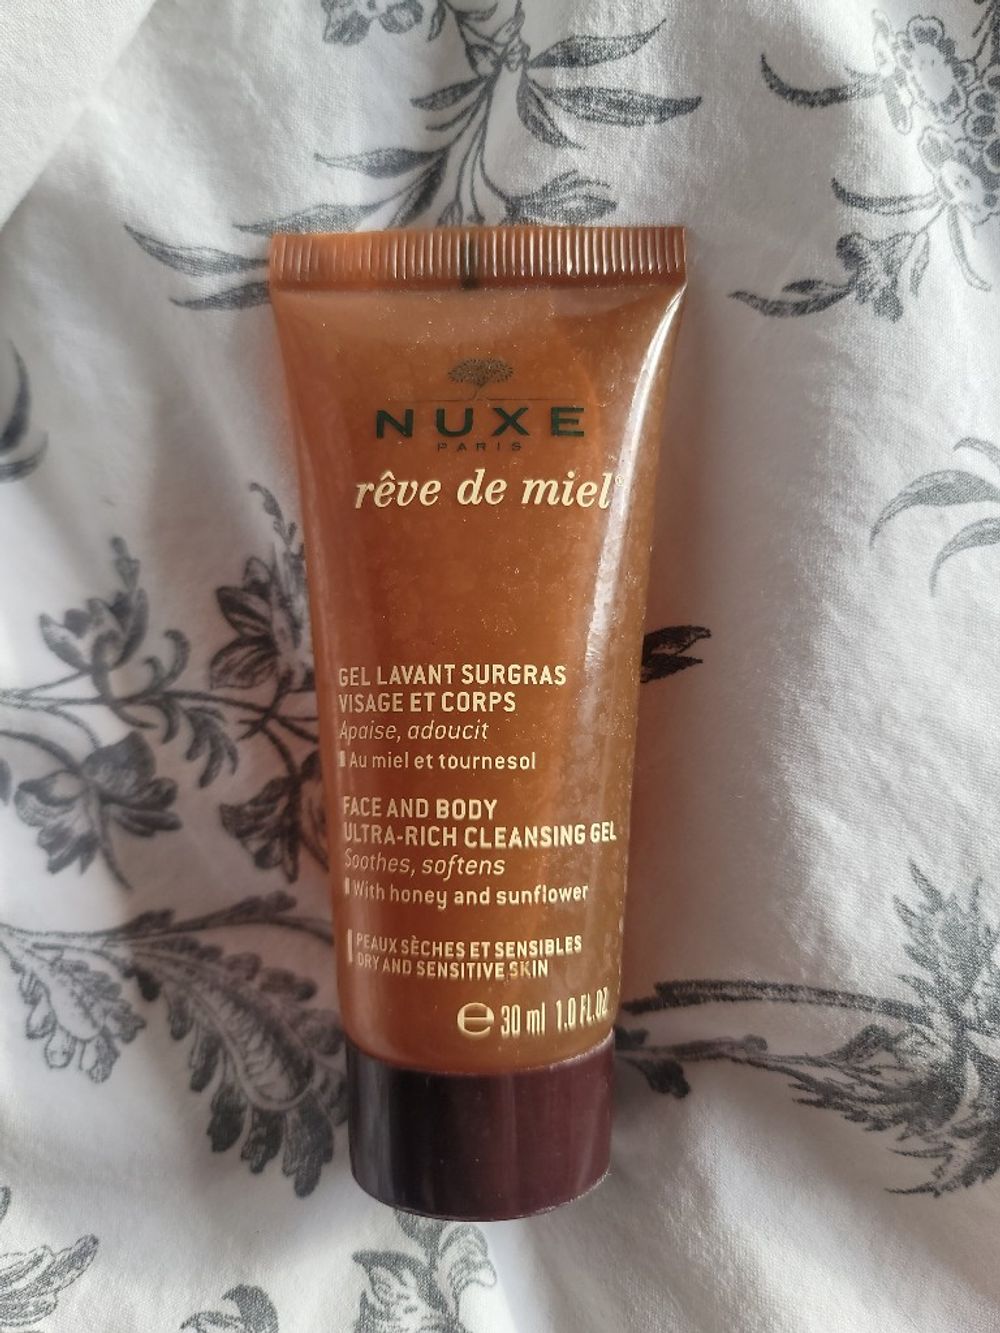 NUXE
PARIS
rêve de miel®
GEL LAVANT SURGRAS
VISAGE ET CORPS
Apaise, adoucit
Au miel et tournesol
FACE AND BODY
ULTRA-RICH CLEANSING GEL
Soothes, softens
With honey and sunflower
PEAUX SÈCHES ET SENSIBLES
DRY AND SENSITIVE SKIN
℮ 30 ml 1.0 FL.OZ